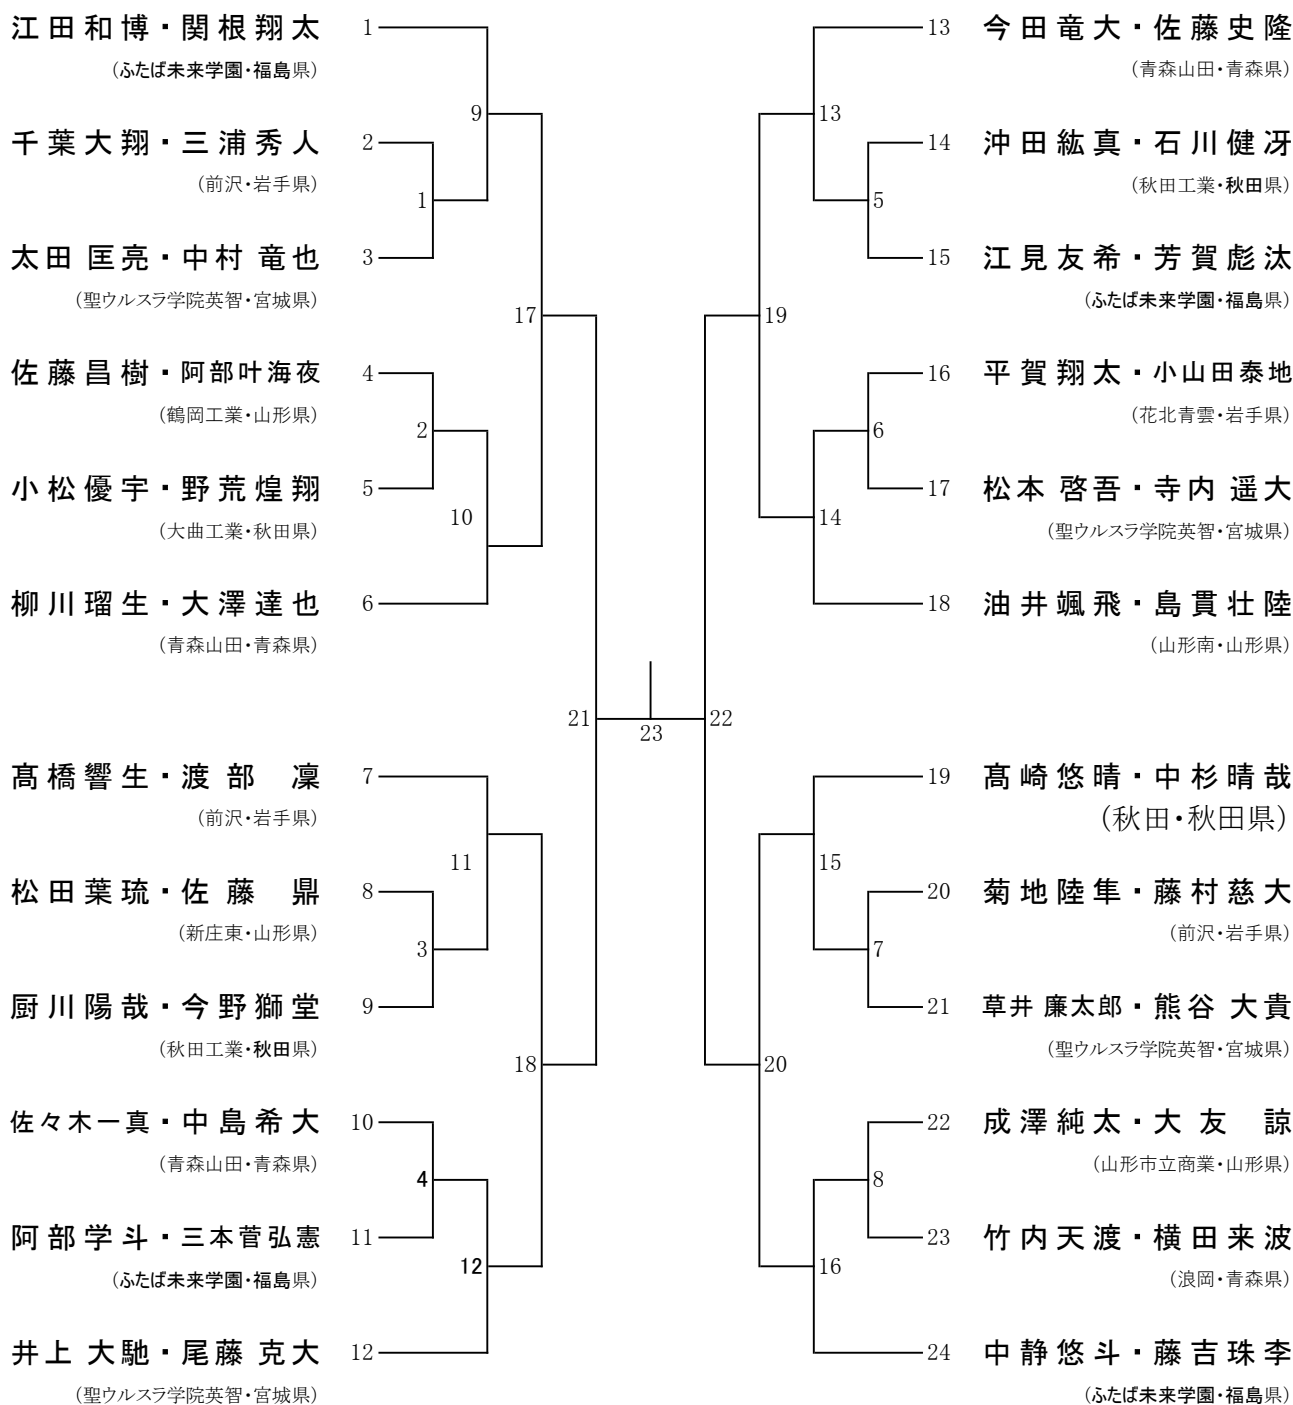 江田和博・関根翔太 1
（ふたば未来学園・福島県）
千葉大翔・三浦秀人 2
（前沢・岩手県）
太田 匡亮・中村 竜也 3
（聖ウルスラ学院英智・宮城県）
佐藤昌樹・阿部叶海夜 4
（鶴岡工業・山形県）
小松優宇・野荒煌翔 5
（大曲工業・秋田県）
柳川瑠生・大澤達也 6
（青森山田・青森県）
髙橋響生・渡部 凜 7
（前沢・岩手県）
松田葉琉・佐藤 鼎 8
（新庄東・山形県）
厨川陽哉・今野獅堂 9
（秋田工業・秋田県）
佐々木一真・中島希大 10
（青森山田・青森県）
阿部学斗・三本菅弘憲 11
（ふたば未来学園・福島県）
井上 大馳・尾藤 克大 12
（聖ウルスラ学院英智・宮城県）
9
1
17
2
10
21
11
3
18
4
12
23
13
5
19
6
14
22
15
7
20
8
16
13 今田竜大・佐藤史隆
（青森山田・青森県）
14 沖田紘真・石川健冴
（秋田工業・秋田県）
15 江見友希・芳賀彪汰
（ふたば未来学園・福島県）
16 平賀翔太・小山田泰地
（花北青雲・岩手県）
17 松本 啓吾・寺内 遥大
（聖ウルスラ学院英智・宮城県）
18 油井颯飛・島貫壮陸
（山形南・山形県）
19 髙崎悠晴・中杉晴哉
（秋田・秋田県）
20 菊地陸隼・藤村慈大
（前沢・岩手県）
21 草井 廉太郎・熊谷 大貴
（聖ウルスラ学院英智・宮城県）
22 成澤純太・大友 諒
（山形市立商業・山形県）
23 竹内天渡・横田来波
（浪岡・青森県）
24 中静悠斗・藤吉珠李
（ふたば未来学園・福島県）